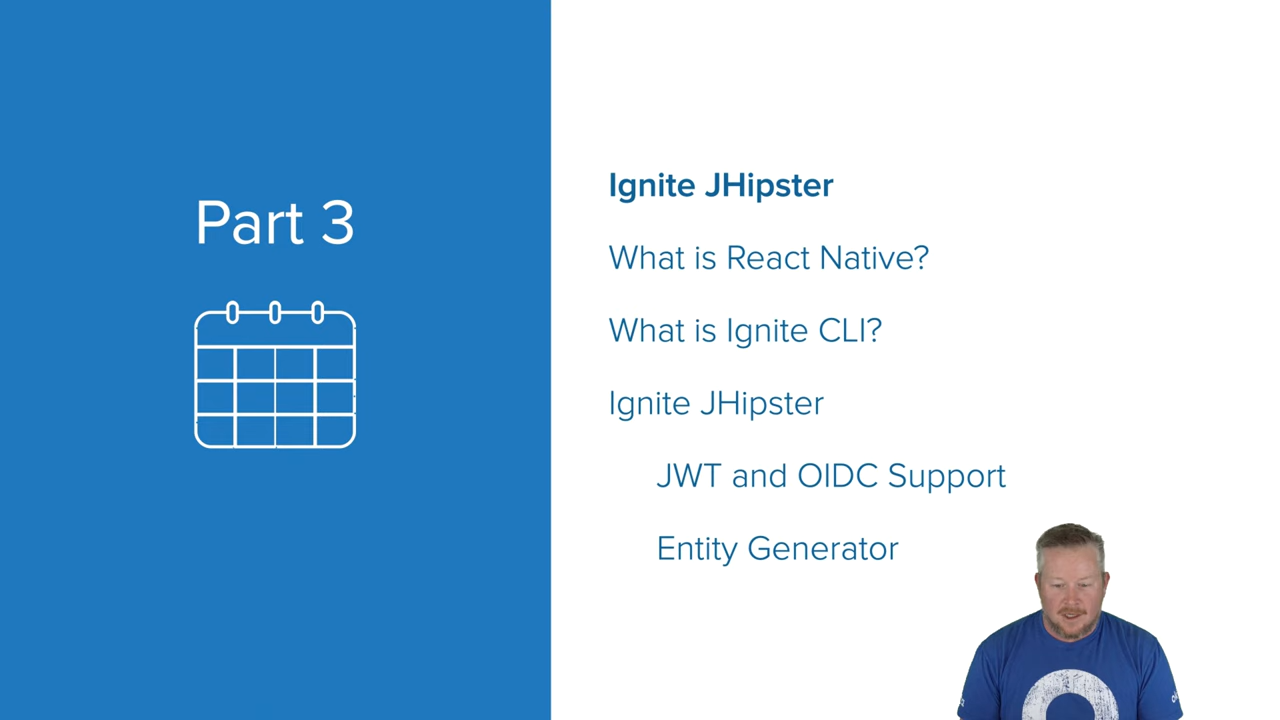 Part 3
Ignite JHipster
What is React Native?
What is Ignite CLI?
Ignite JHipster
JWT and OIDC Support
Entity Generator